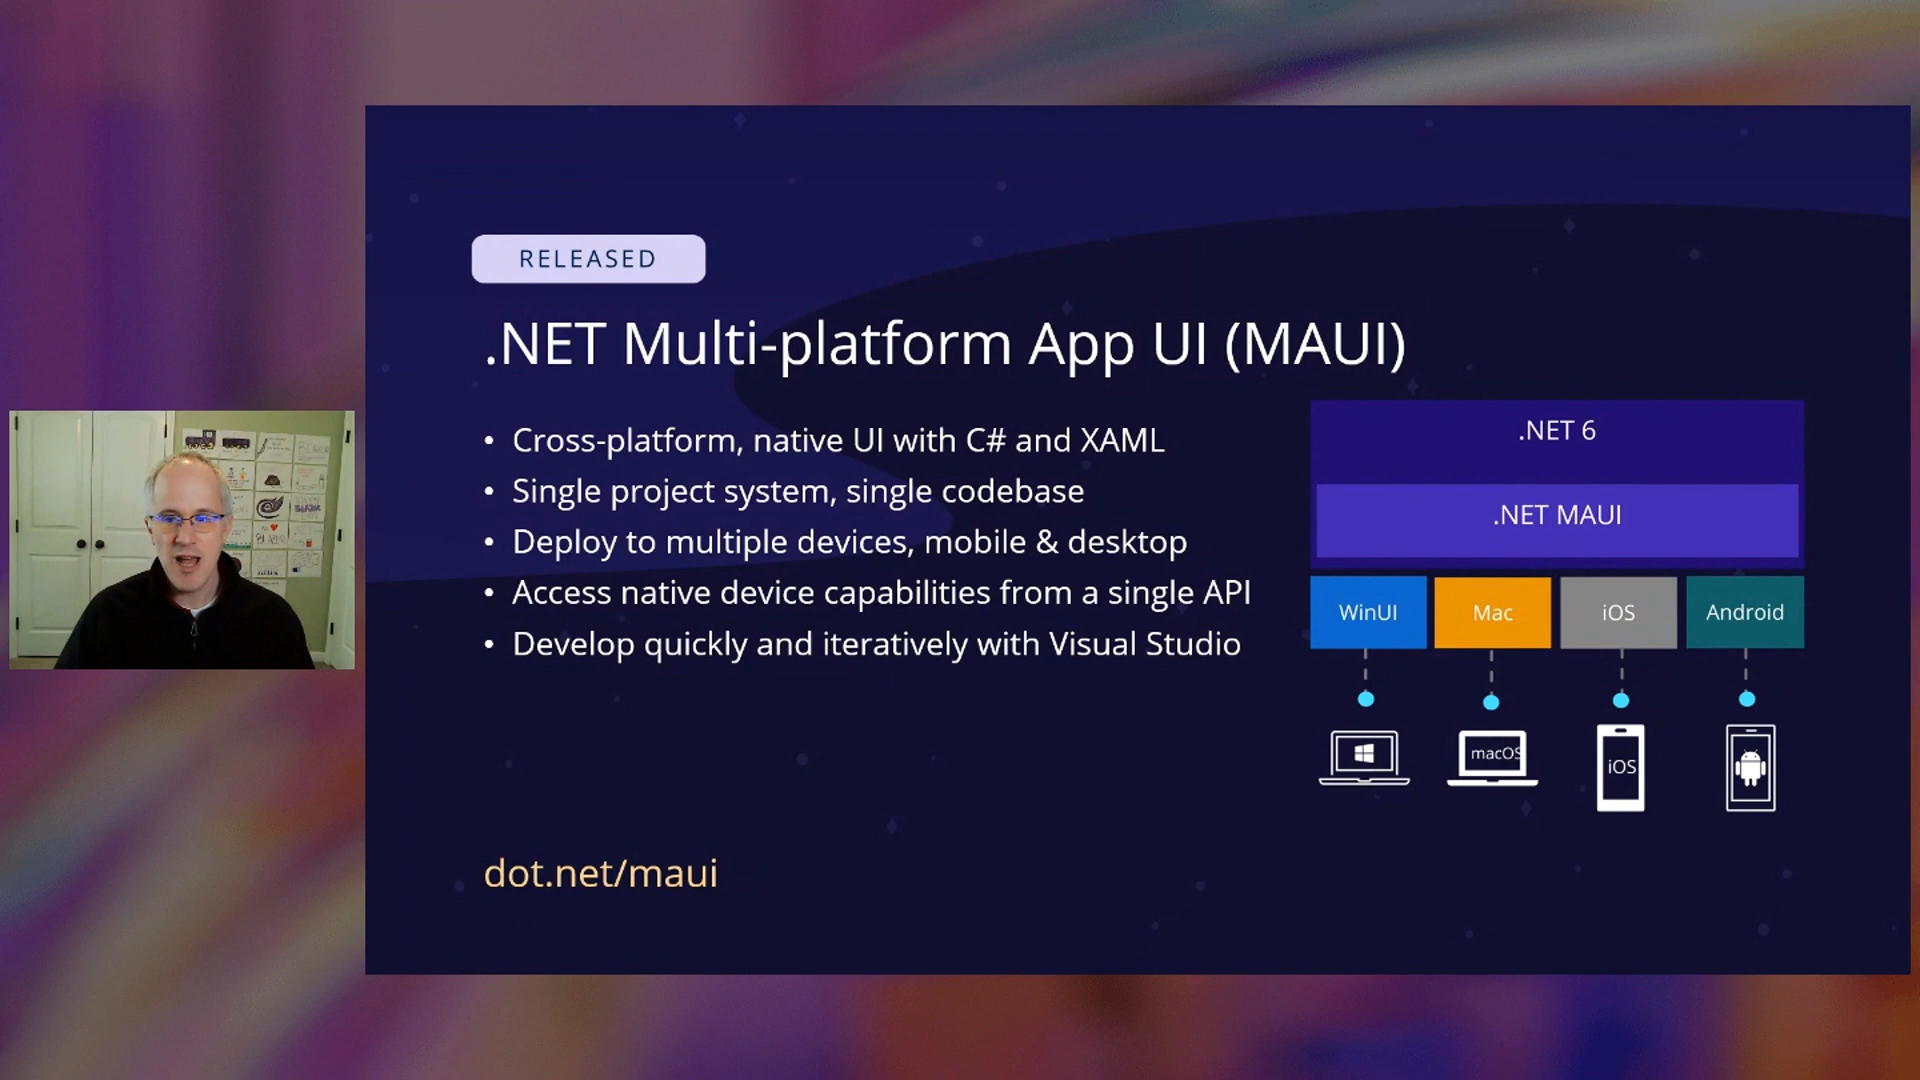 RELEASED
.NET Multi-platform App UI (MAUI)
• Cross-platform, native UI with C# and XAML
• Single project system, single codebase
• Deploy to multiple devices, mobile & desktop
• Access native device capabilities from a single API
• Develop quickly and iteratively with Visual Studio
.NET 6
.NET MAUI
WinUI
Mac
iOS
Android
macOS
iOS
dot.net/maui